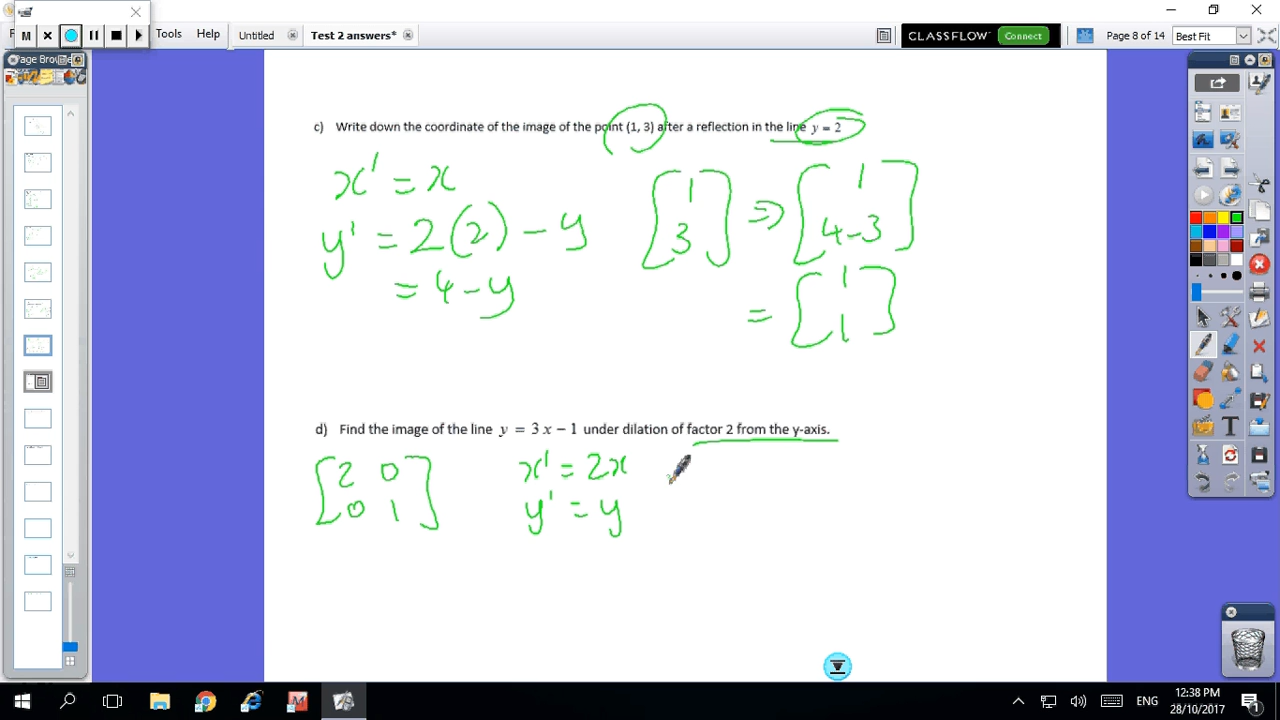 Tools Help Untitled Test 2 answers* CLASSFLOW Connect Page 8 of 14 Best Fit
M
age Brow
c) Write down the coordinate of the image of the point (1, 3) after a reflection in the line y = 2
x' = x
y' = 2(2) - y
= 4 - y
[1 3] ⇒ [1 4-3]
= [1 1]
d) Find the image of the line y = 3x - 1 under dilation of factor 2 from the y-axis.
[2 0
0 1]
x' = 2x
y' = y
ENG
12:38 PM
28/10/2017